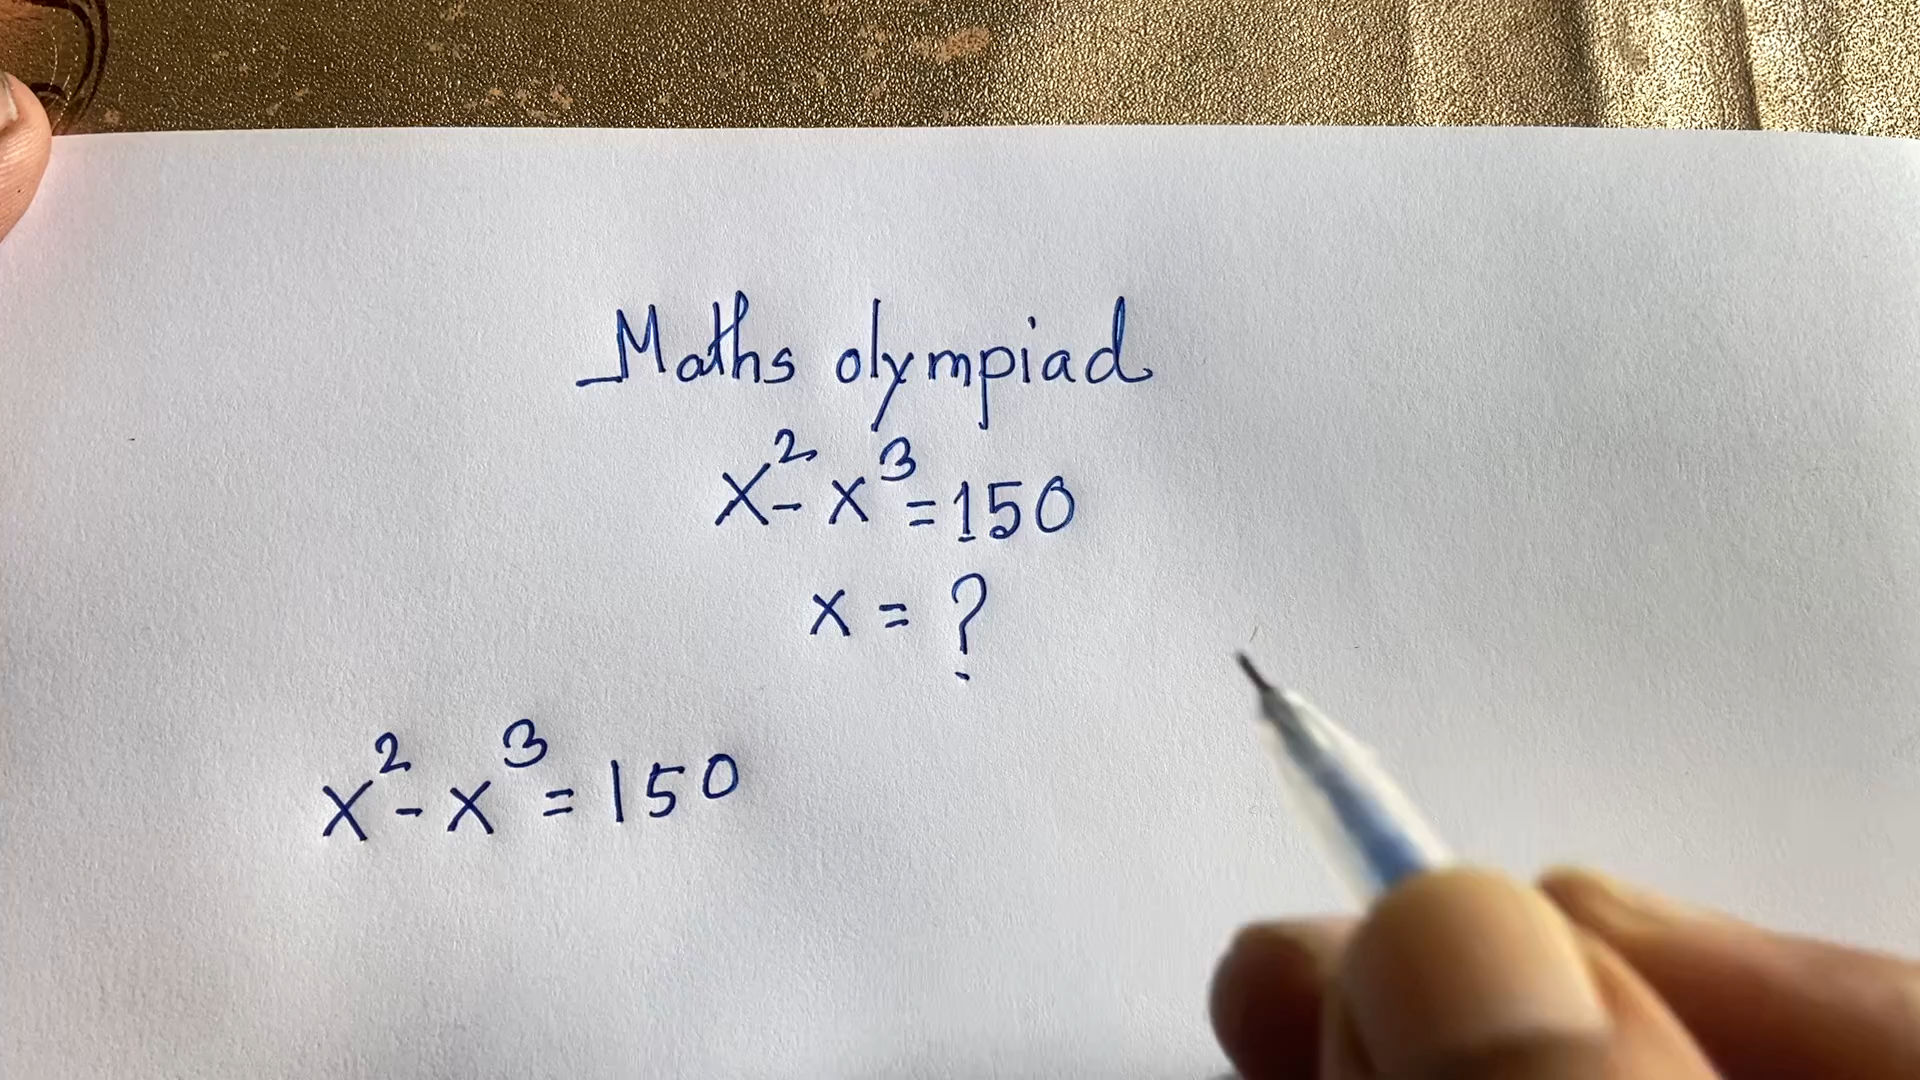 Maths olympiad
x² - x³ = 150
x = ?
x² - x³ = 150